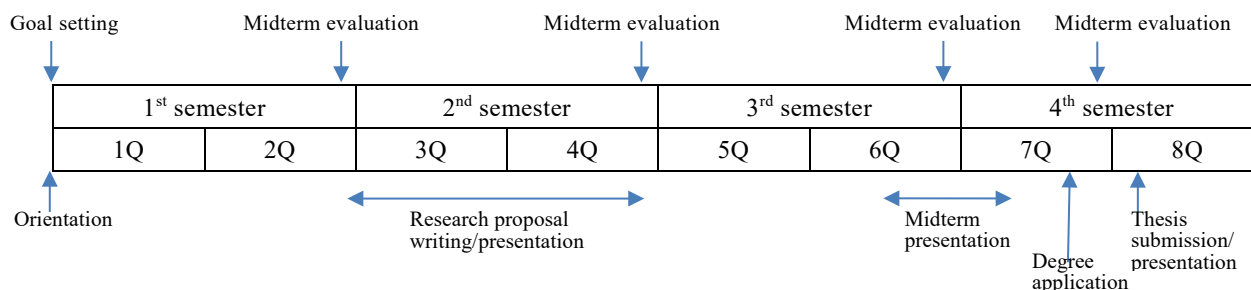 Goal setting
Midterm evaluation
Midterm evaluation
Midterm evaluation
Midterm evaluation
1st semester
2nd semester
3rd semester
4th semester
1Q
2Q
3Q
4Q
5Q
6Q
7Q
8Q
Orientation
Research proposal
writing/presentation
Midterm
presentation
Degree
application
Thesis
submission/
presentation